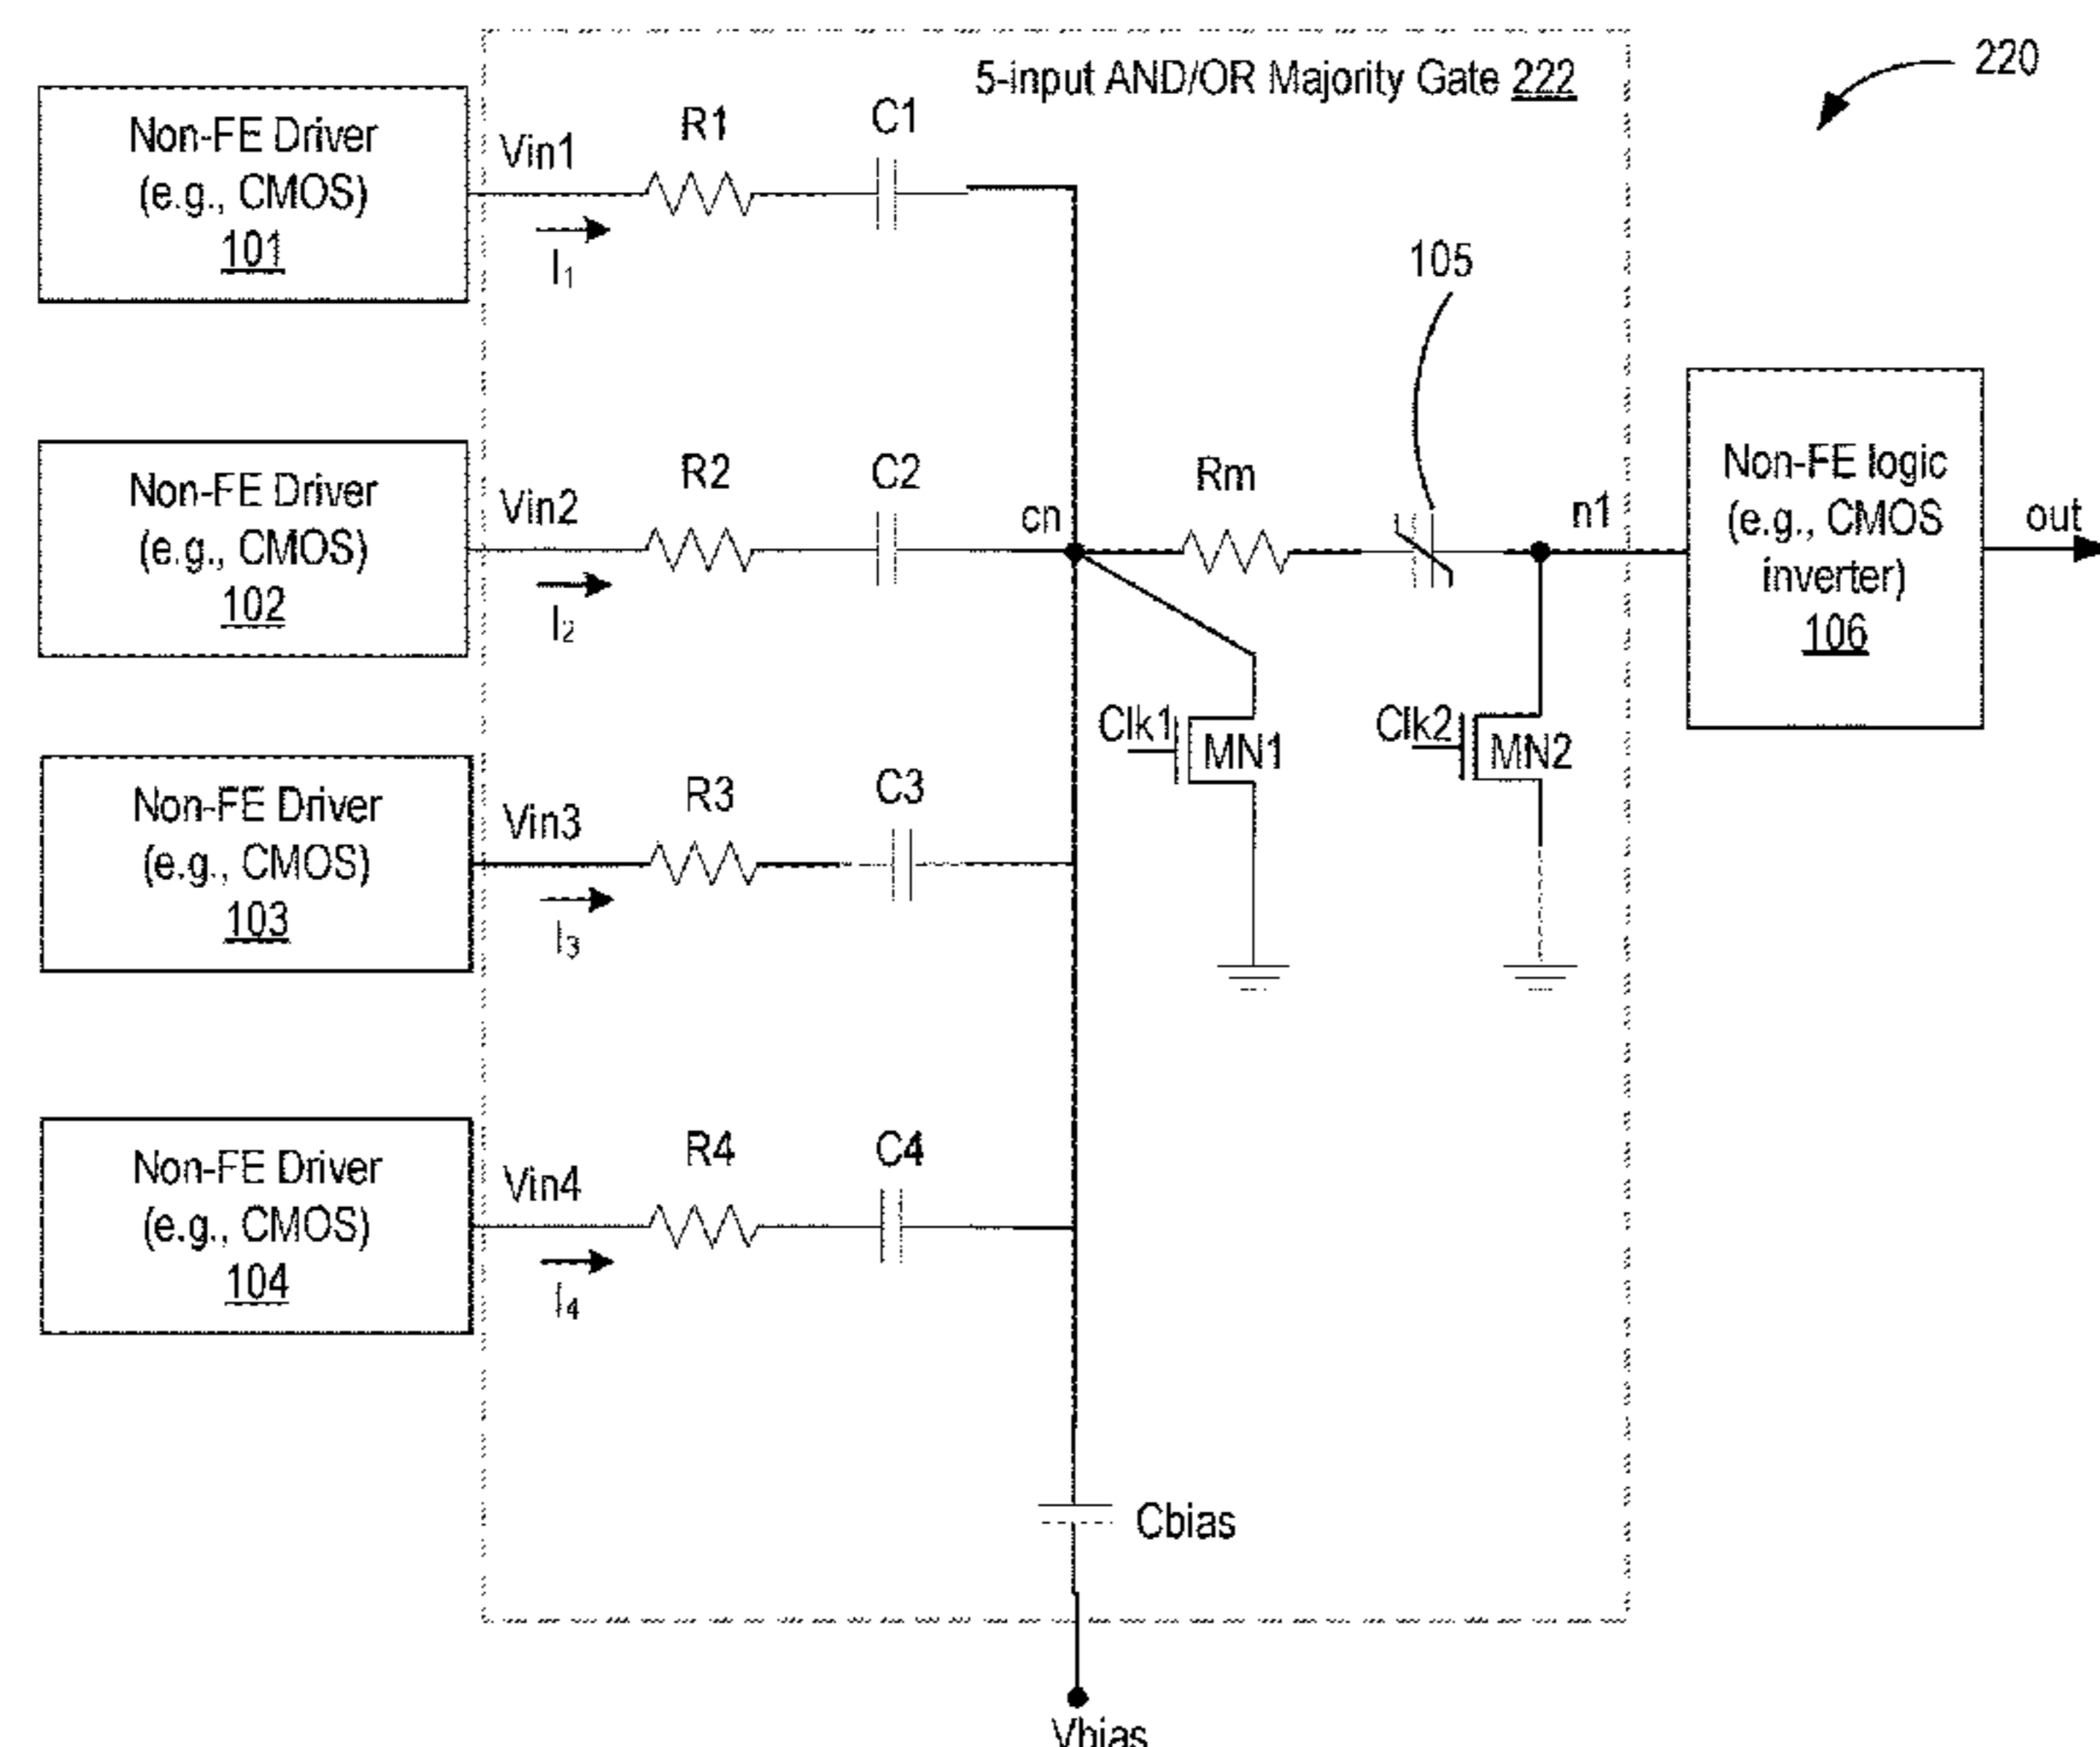 5-input AND/OR Majority Gate 222
220
Non-FE Driver
(e.g., CMOS)
101
Vin1
I1
R1
C1
105
Non-FE Driver
(e.g., CMOS)
102
Vin2
I2
R2
C2
cn
Rm
n1
Non-FE logic
(e.g., CMOS
inverter)
106
out
Clk1
MN1
Clk2
MN2
Non-FE Driver
(e.g., CMOS)
103
Vin3
I3
R3
C3
Non-FE Driver
(e.g., CMOS)
104
Vin4
I4
R4
C4
Cbias
Vbias